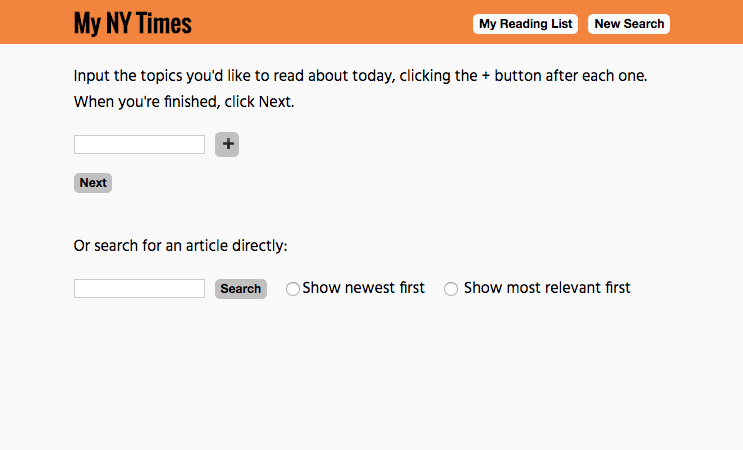 My NY Times
My Reading List
New Search
Input the topics you'd like to read about today, clicking the + button after each one.
When you're finished, click Next.
+
Next
Or search for an article directly:
Search
Show newest first
Show most relevant first